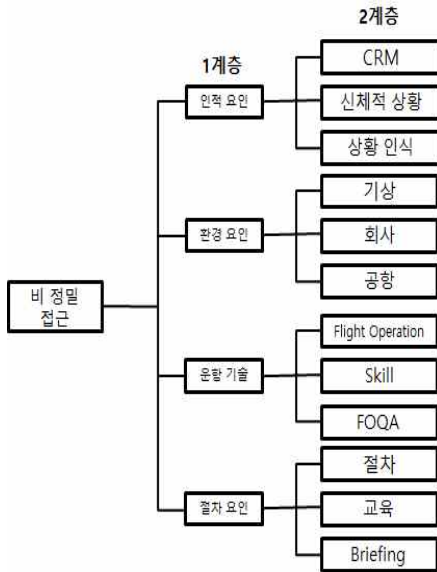 2계층
1계층
CRM
인적 요인
신체적 상황
상황 인식
기상
환경 요인
회사
공항
비 정밀
접근
Flight Operation
운항 기술
Skill
FOQA
절차
절차 요인
교육
Briefing